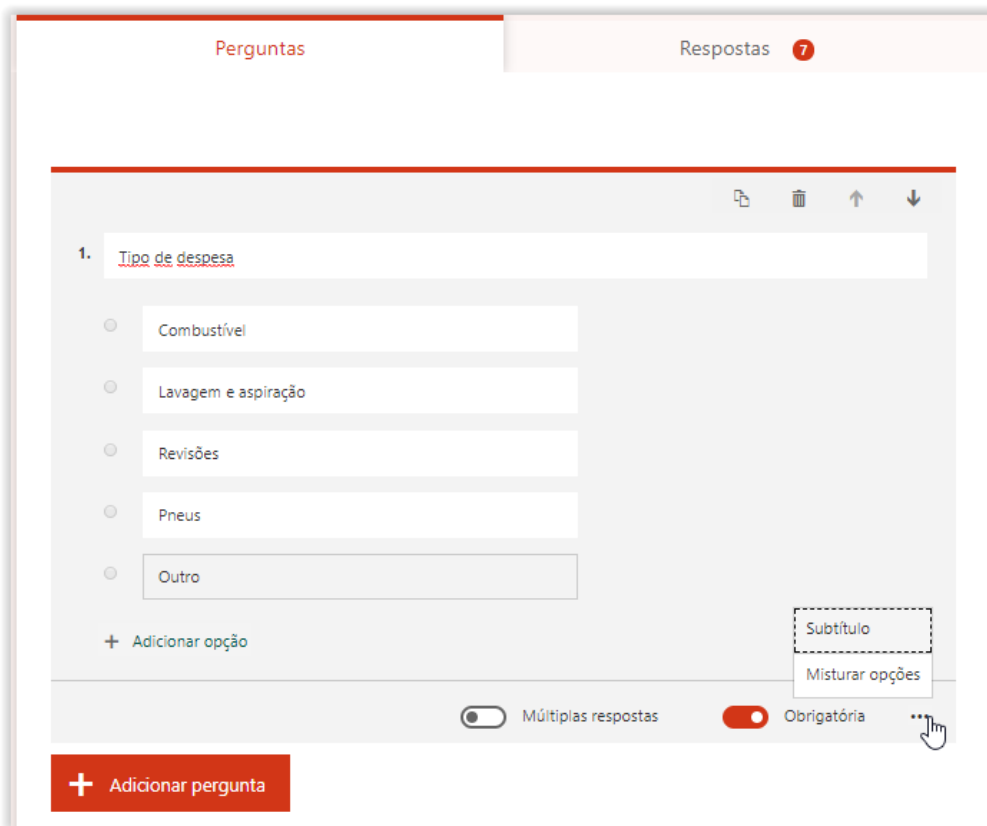 Perguntas
Respostas 7
1. Tipo de despesa
Combustível
Lavagem e aspiração
Revisões
Pneus
Outro
+ Adicionar opção
Subtítulo
Misturar opções
Múltiplas respostas Obrigatória ...
+ Adicionar pergunta